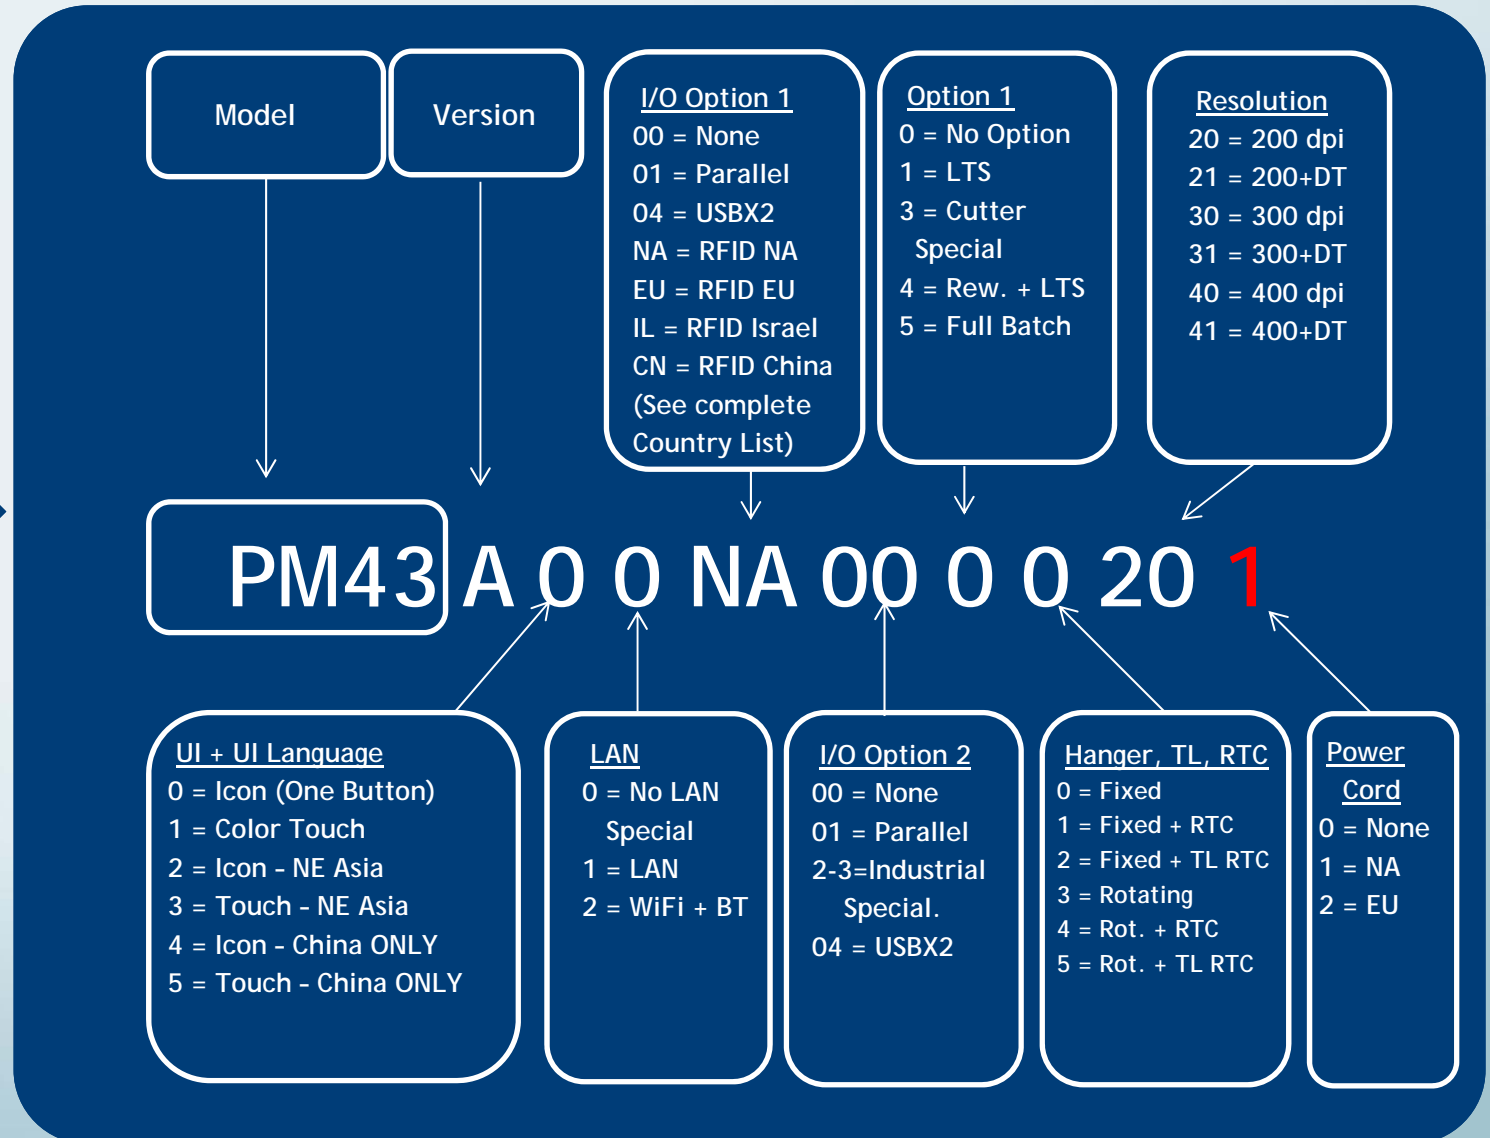 Model
Version
I/O Option 1
00 = None
01 = Parallel
04 = USBX2
NA = RFID NA
EU = RFID EU
IL = RFID Israel
CN = RFID China
(See complete
Country List)
Option 1
0 = No Option
1 = LTS
3 = Cutter
Special
4 = Rew. + LTS
5 = Full Batch
Resolution
20 = 200 dpi
21 = 200+DT
30 = 300 dpi
31 = 300+DT
40 = 400 dpi
41 = 400+DT
PM43 A 0 0 NA 00 0 0 20 1
UI + UI Language
0 = Icon (One Button)
1 = Color Touch
2 = Icon - NE Asia
3 = Touch - NE Asia
4 = Icon - China ONLY
5 = Touch - China ONLY
LAN
0 = No LAN
Special
1 = LAN
2 = WiFi + BT
I/O Option 2
00 = None
01 = Parallel
2-3=Industrial
Special.
04 = USBX2
Hanger, TL, RTC
0 = Fixed
1 = Fixed + RTC
2 = Fixed + TL RTC
3 = Rotating
4 = Rot. + RTC
5 = Rot. + TL RTC
Power
Cord
0 = None
1 = NA
2 = EU